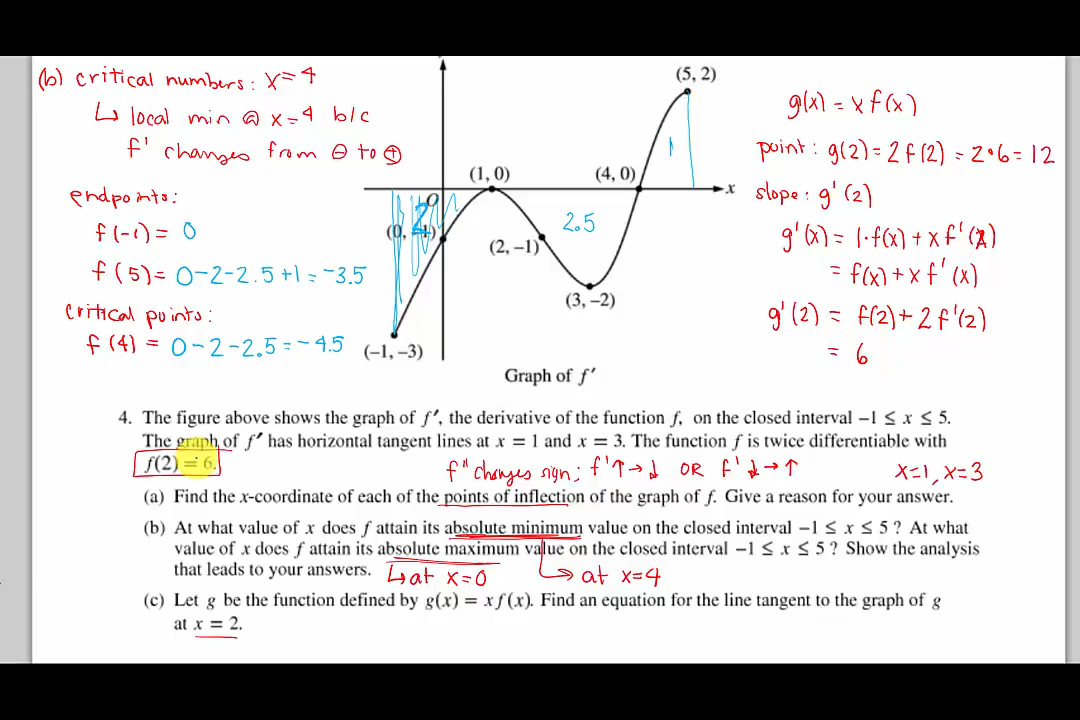 (b) critical numbers: x=4
↳ local min @ x=4 b/c
f' changes from ⊖ to ⊕
endpoints:
f(-1) = 0
f(5) = 0-2-2.5+1 = -3.5
critical points:
f(4) = 0-2-2.5 = -4.5
(5, 2)
(1, 0)
(4, 0)
x
O
2
(0, -1)
(2, -1)
2.5
1
(3, -2)
(-1, -3)
Graph of f′
g(x) = x f(x)
point: g(2) = 2f(2) = 2•6 = 12
slope: g'(2)
g'(x) = 1·f(x) + x f'(x)
= f(x) + x f'(x)
g'(2) = f(2) + 2f'(2)
= 6
4. The figure above shows the graph of f′, the derivative of the function f, on the closed interval −1 ≤ x ≤ 5.
The graph of f′ has horizontal tangent lines at x = 1 and x = 3. The function f is twice differentiable with
f(2) = 6.
f" changes sign; f'↑→↓ OR f'↓→↑ x=1, x=3
(a) Find the x-coordinate of each of the points of inflection of the graph of f. Give a reason for your answer.
(b) At what value of x does f attain its absolute minimum value on the closed interval −1 ≤ x ≤ 5 ? At what
value of x does f attain its absolute maximum value on the closed interval −1 ≤ x ≤ 5 ? Show the analysis
that leads to your answers. ↳ at x=0 ↳ at x=4
(c) Let g be the function defined by g(x) = x f(x). Find an equation for the line tangent to the graph of g
at x = 2.